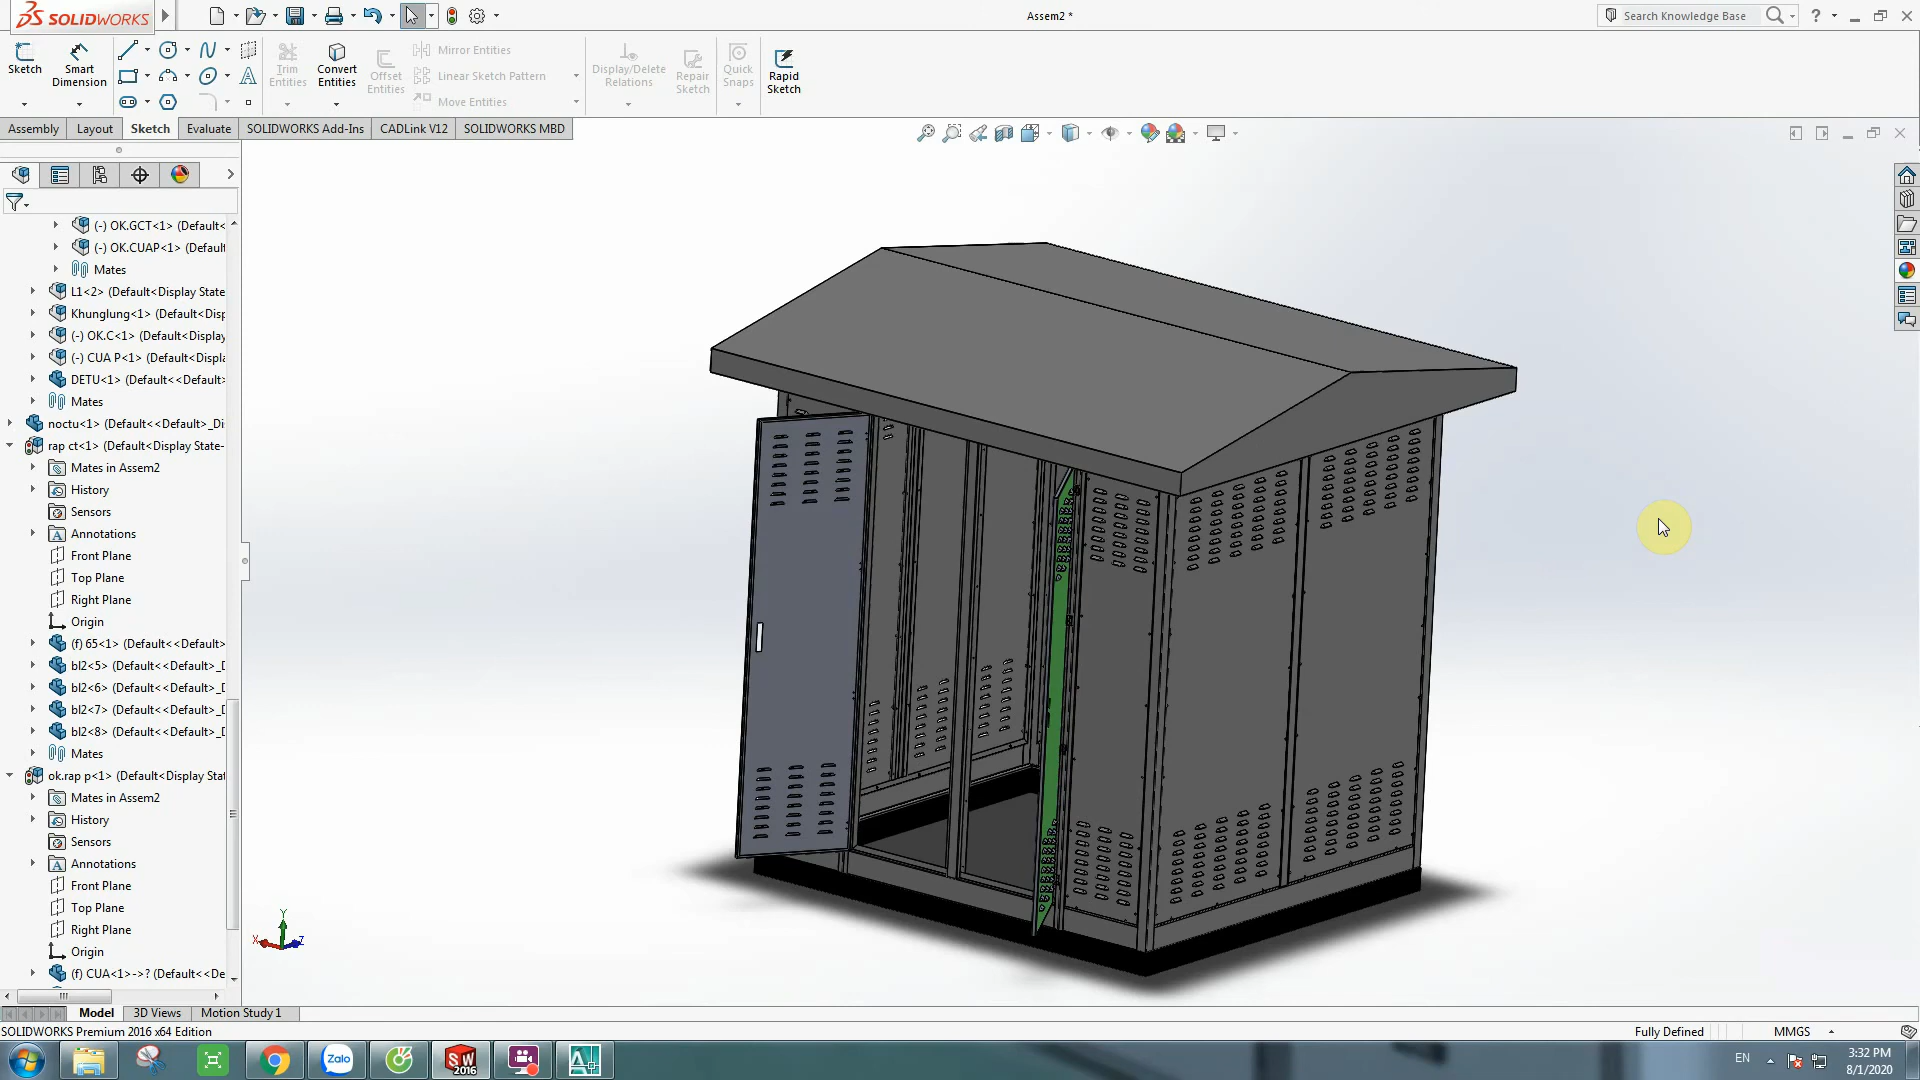 SOLIDWORKS
Assem2 *
Search Knowledge Base
?
Sketch
Smart Dimension
Trim Entities
Convert Entities
Offset Entities
Mirror Entities
Linear Sketch Pattern
Move Entities
Display/Delete Relations
Repair Sketch
Quick Snaps
Rapid Sketch
Assembly
Layout
Sketch
Evaluate
SOLIDWORKS Add-Ins
CADLink V12
SOLIDWORKS MBD
(-) OK.GCT<1> (Default<
(-) OK.CUAP<1> (Default
Mates
L1<2> (Default<Display State
Khunglung<1> (Default<Disp
(-) OK.C<1> (Default<Display
(-) CUA P<1> (Default<Displa
DETU<1> (Default<<Default>
Mates
noctu<1> (Default<<Default>_Di
rap ct<1> (Default<Display State-
Mates in Assem2
History
Sensors
Annotations
Front Plane
Top Plane
Right Plane
Origin
(f) 65<1> (Default<<Default>
bl2<5> (Default<<Default>_D
bl2<6> (Default<<Default>_D
bl2<7> (Default<<Default>_D
bl2<8> (Default<<Default>_D
Mates
ok.rap p<1> (Default<Display Stat
Mates in Assem2
History
Sensors
Annotations
Front Plane
Top Plane
Right Plane
Origin
(f) CUA<1>->? (Default<<De
Y
X
Z
Model
3D Views
Motion Study 1
SOLIDWORKS Premium 2016 x64 Edition
Fully Defined
MMGS
Zalo
SW
2016
EN
3:32 PM
8/1/2020